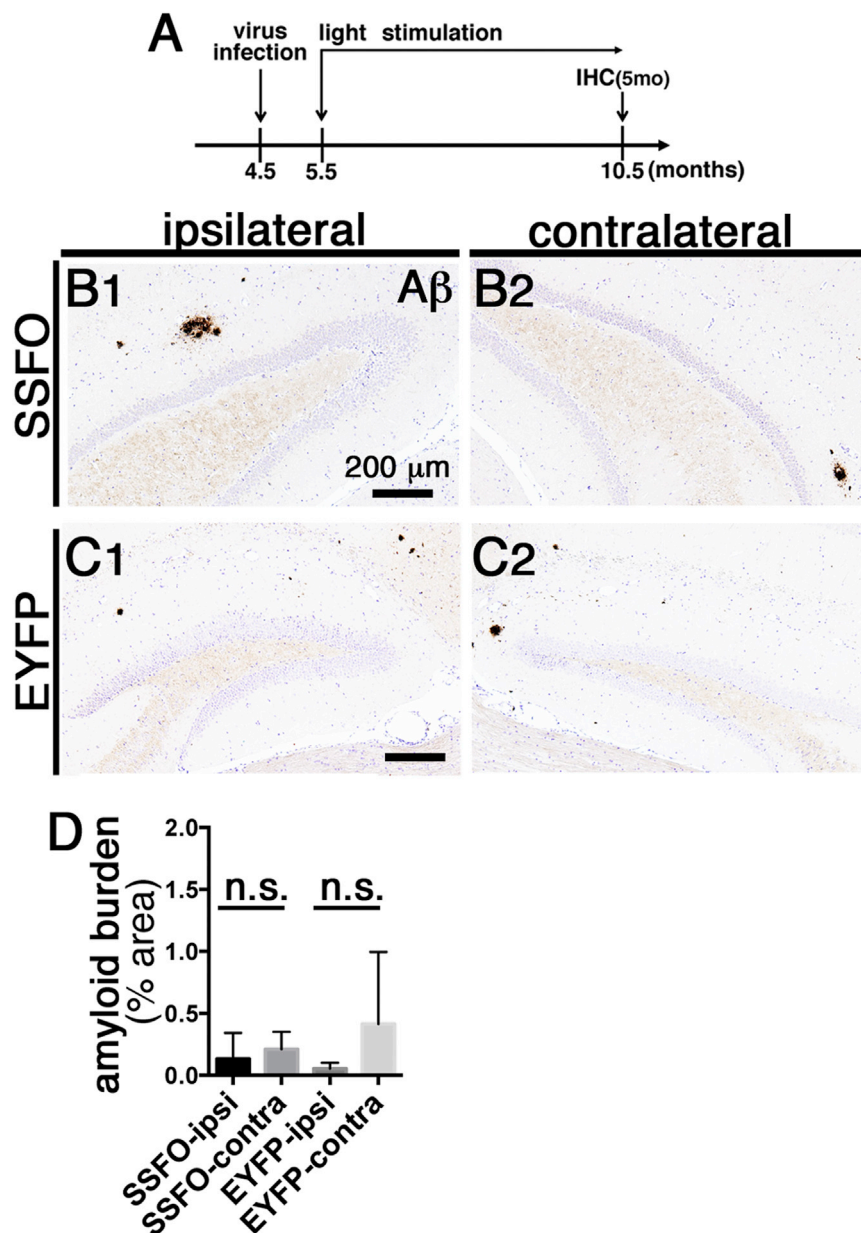 A
virus
infection
light stimulation
IHC(5mo)
4.5 5.5 10.5 (months)
ipsilateral contralateral
SSFO
B1 Aβ B2
200 μm
EYFP
C1 C2
D
amyloid burden
(% area)
2.0
1.5
1.0
0.5
0.0
n.s. n.s.
SSFO-ipsi
SSFO-contra
EYFP-ipsi
EYFP-contra